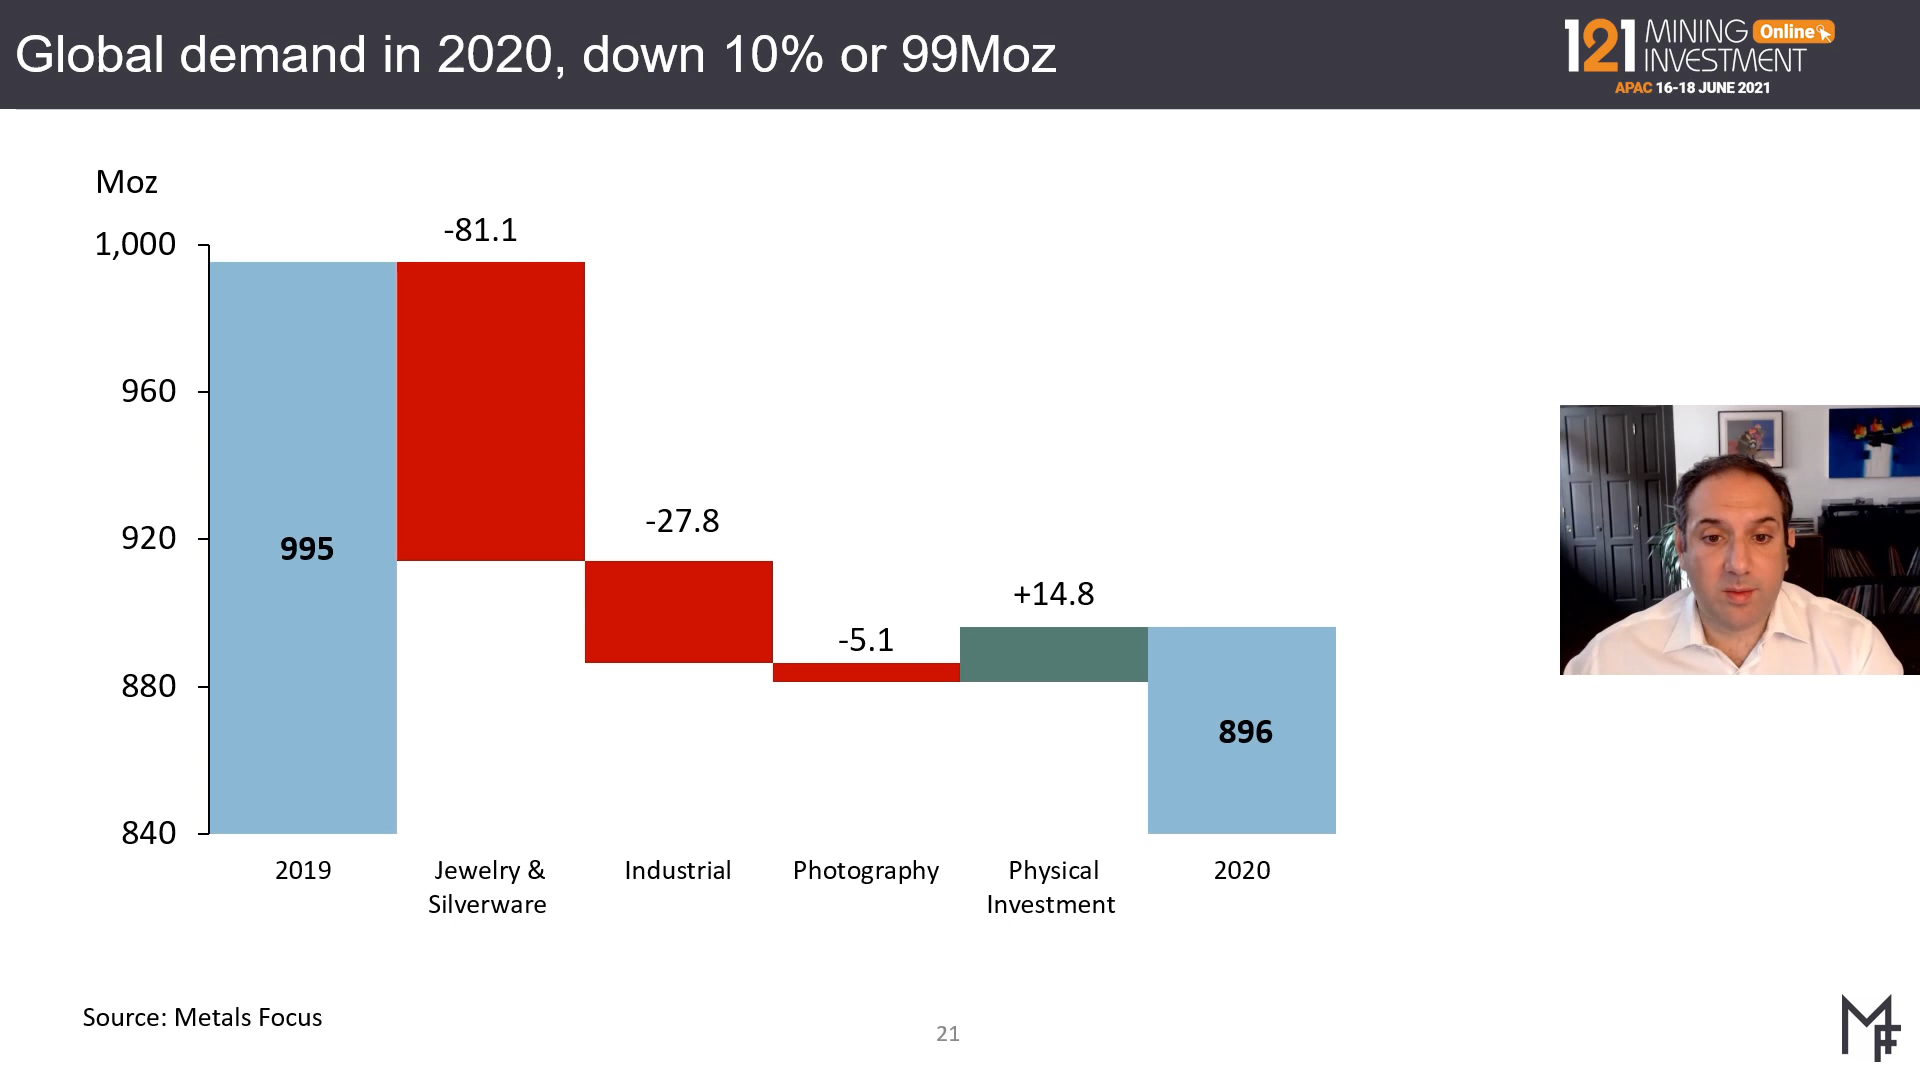 Global demand in 2020, down 10% or 99Moz
121 MINING Online
INVESTMENT
APAC 16-18 JUNE 2021
Moz
1,000
960
920
880
840
-81.1
-27.8
-5.1
+14.8
995
896
2019
Jewelry &
Silverware
Industrial
Photography
Physical
Investment
2020
Source: Metals Focus
21